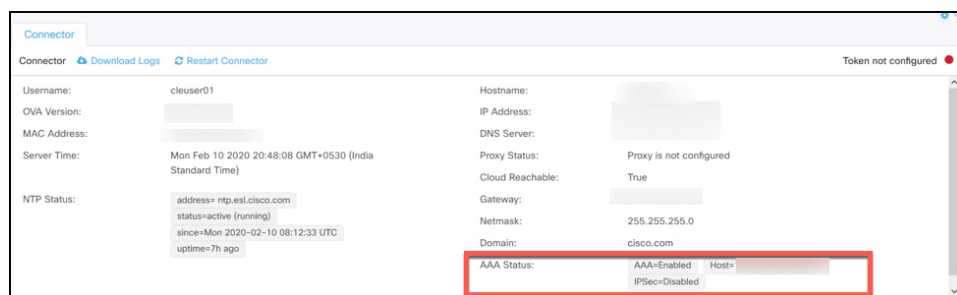 Connector
Connector Download Logs Restart Connector Token not configured
Username: cleuser01
OVA Version:
MAC Address:
Server Time: Mon Feb 10 2020 20:48:08 GMT+0530 (India
Standard Time)
NTP Status: address= ntp.esl.cisco.com
status=active (running)
since=Mon 2020-02-10 08:12:33 UTC
uptime=7h ago
Hostname:
IP Address:
DNS Server:
Proxy Status: Proxy is not configured
Cloud Reachable: True
Gateway:
Netmask: 255.255.255.0
Domain: cisco.com
AAA Status: AAA=Enabled Host=
IPSec=Disabled